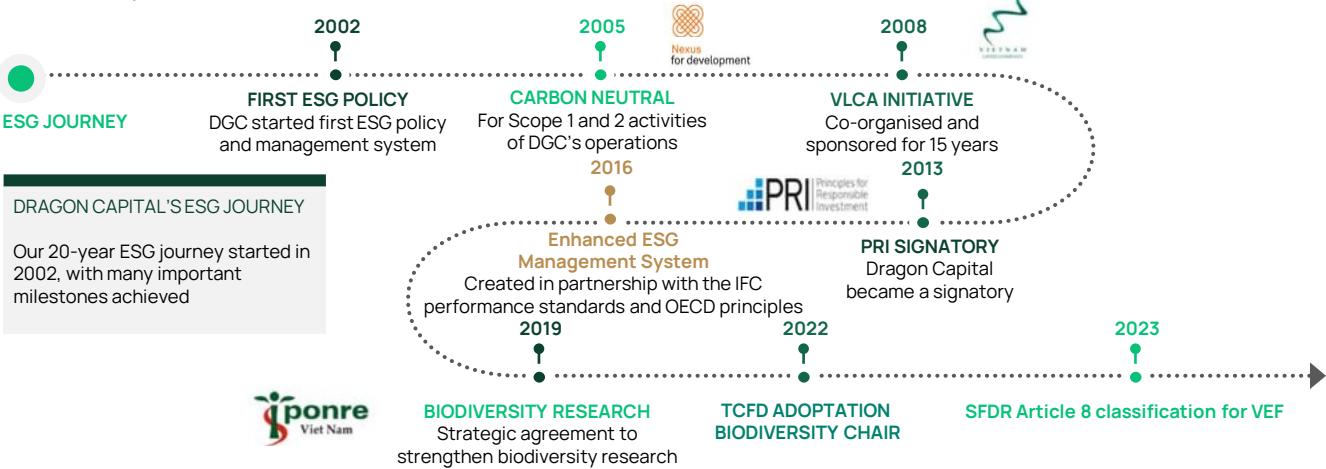 2002
2005
2008
Nexus
for development
VIETNAM
ESG JOURNEY
FIRST ESG POLICY
DGC started first ESG policy
and management system
CARBON NEUTRAL
For Scope 1 and 2 activities
of DGC's operations
VLCA INITIATIVE
Co-organised and
sponsored for 15 years
DRAGON CAPITAL'S ESG JOURNEY
Our 20-year ESG journey started in
2002, with many important
milestones achieved
2016
PRI
Principles for
Responsible
Investment
2013
Enhanced ESG
Management System
Created in partnership with the IFC
performance standards and OECD principles
PRI SIGNATORY
Dragon Capital
became a signatory
2019
2022
2023
iponre
Viet Nam
BIODIVERSITY RESEARCH
Strategic agreement to
strengthen biodiversity research
TCFD ADOPTATION
BIODIVERSITY CHAIR
SFDR Article 8 classification for VEF